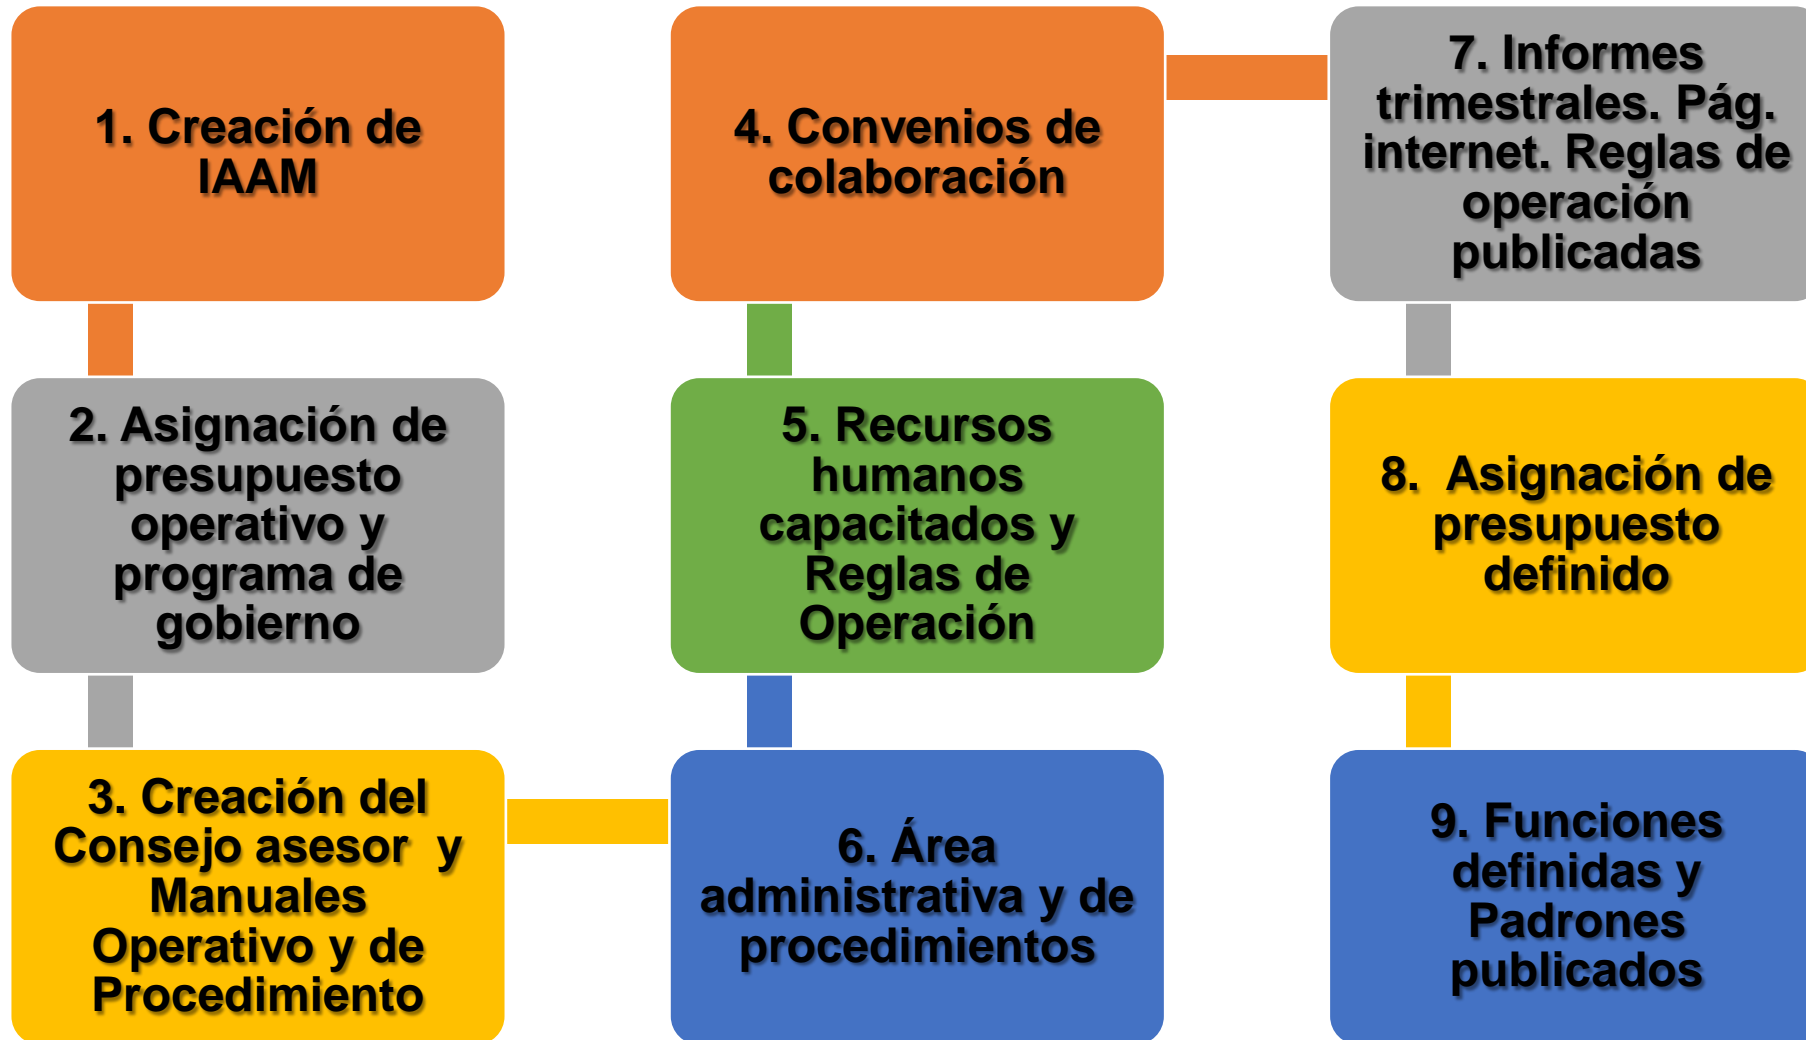 1. Creación de
IAAM
2. Asignación de
presupuesto
operativo y
programa de
gobierno
3. Creación del
Consejo asesor y
Manuales
Operativo y de
Procedimiento
4. Convenios de
colaboración
5. Recursos
humanos
capacitados y
Reglas de
Operación
6. Área
administrativa y de
procedimientos
7. Informes
trimestrales. Pág.
internet. Reglas de
operación
publicadas
8. Asignación de
presupuesto
definido
9. Funciones
definidas y
Padrones
publicados